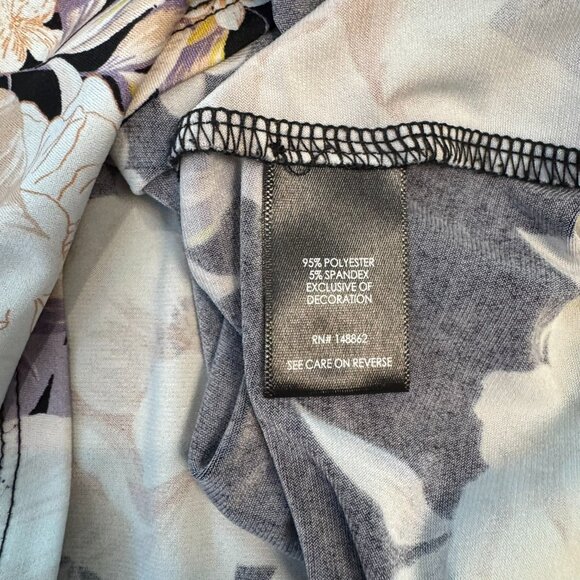 95% POLYESTER
5% SPANDEX
EXCLUSIVE OF
DECORATION
RN# 148862
SEE CARE ON REVERSE